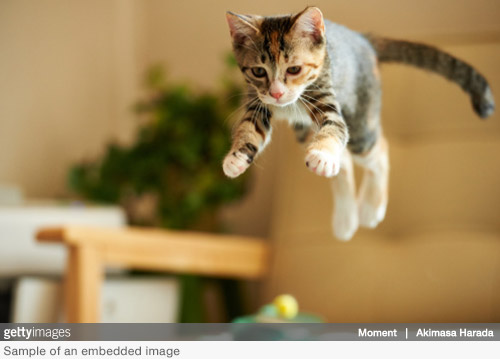 gettyimages
Moment | Akimasa Harada
Sample of an embedded image